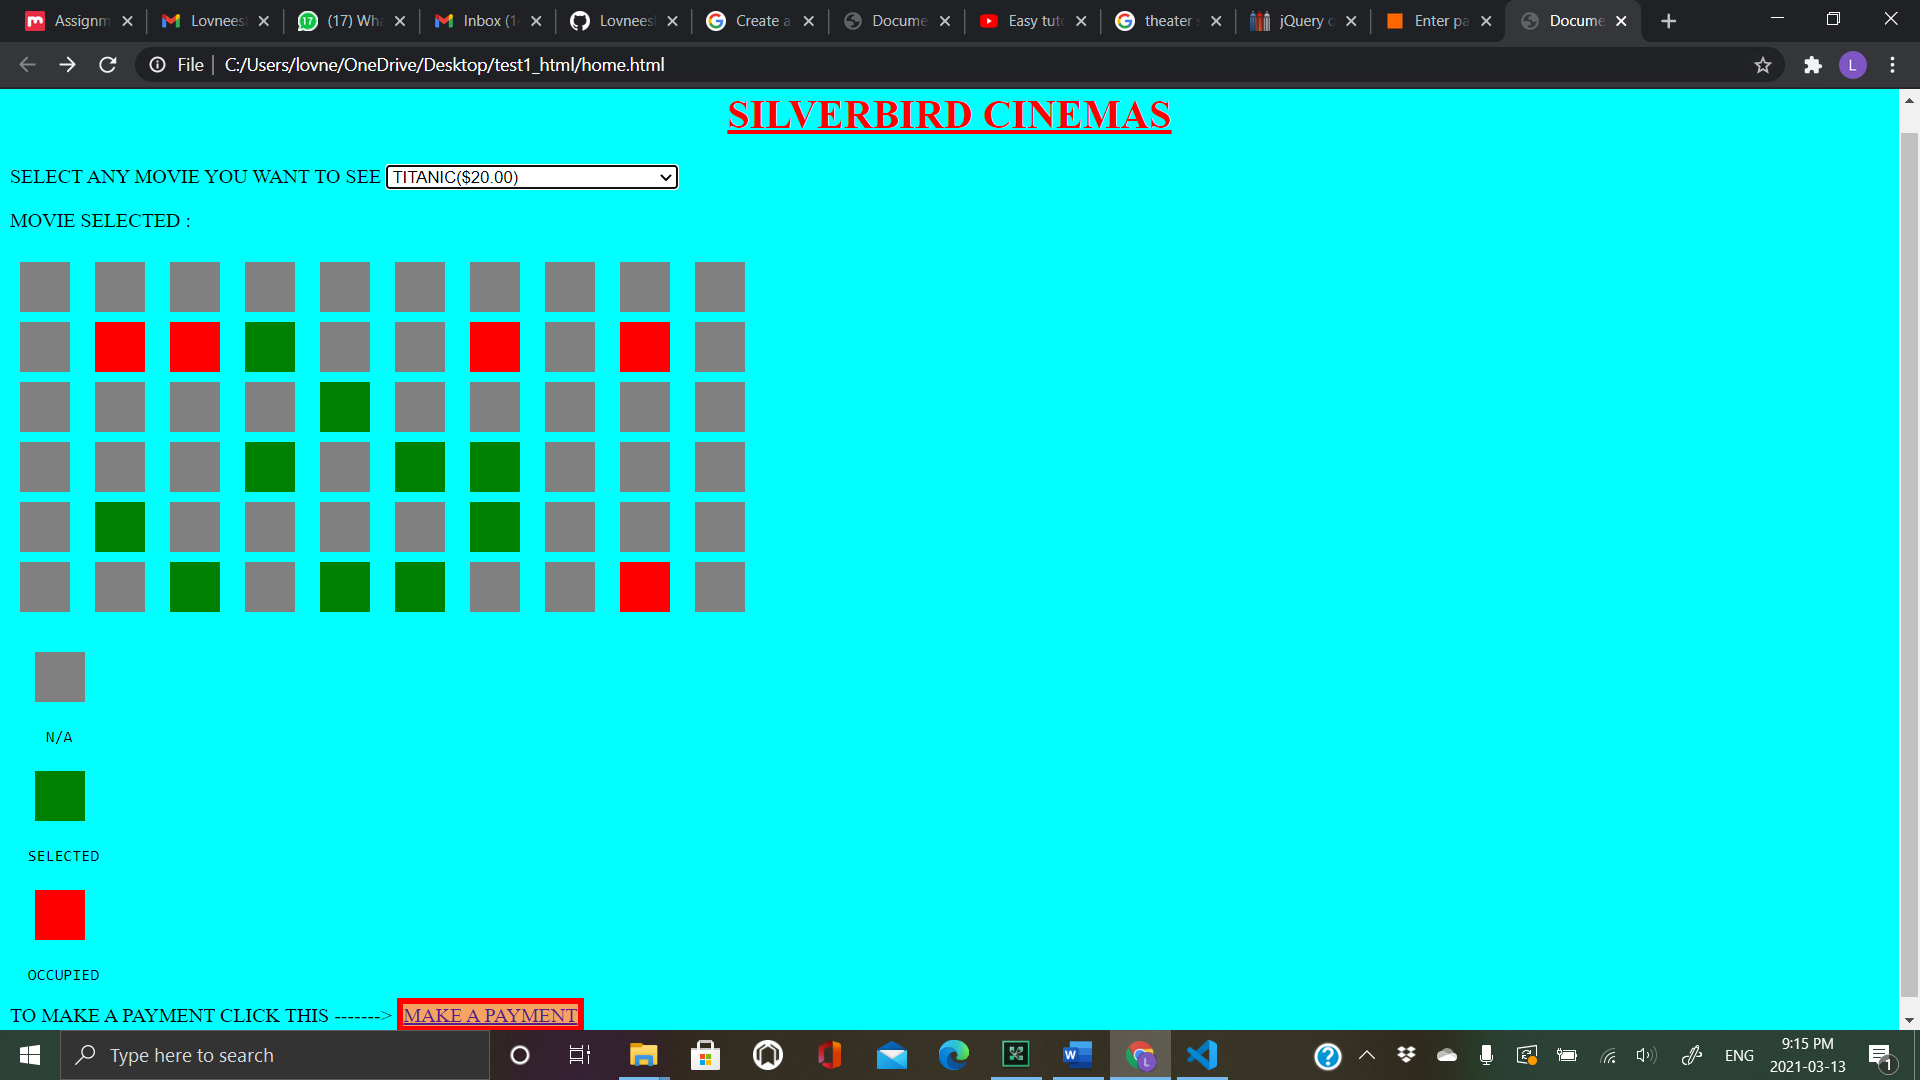 Assignm
Lovnees
(17) Wha
Inbox (1
Lovnees
Create a
Docume
Easy tut
theater s
jQuery c
Enter pa
Docume
File
C:/Users/lovne/OneDrive/Desktop/test1_html/home.html
L
SILVERBIRD CINEMAS
SELECT ANY MOVIE YOU WANT TO SEE TITANIC($20.00)
MOVIE SELECTED :
N/A
SELECTED
OCCUPIED
TO MAKE A PAYMENT CLICK THIS -------> MAKE A PAYMENT
Type here to search
ENG
9:15 PM
2021-03-13
1